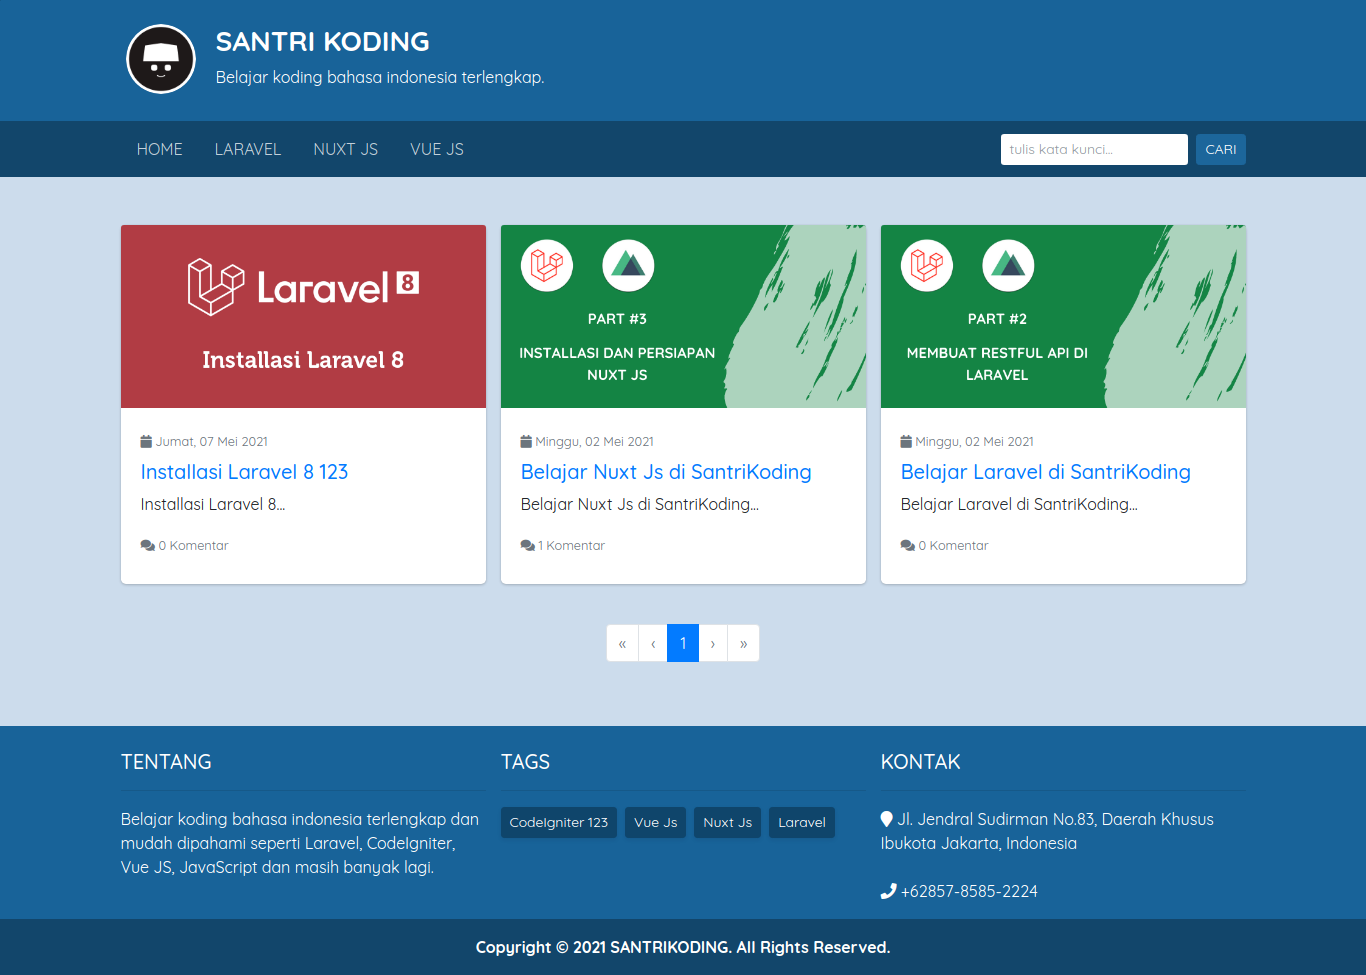 SANTRI KODING
Belajar koding bahasa indonesia terlengkap.
HOME LARAVEL NUXT JS VUE JS tulis kata kunci... CARI
Laravel 8
Installasi Laravel 8
Jumat, 07 Mei 2021
Installasi Laravel 8 123
Installasi Laravel 8...
0 Komentar
PART #3
INSTALLASI DAN PERSIAPAN
NUXT JS
Minggu, 02 Mei 2021
Belajar Nuxt Js di SantriKoding
Belajar Nuxt Js di SantriKoding...
1 Komentar
PART #2
MEMBUAT RESTFUL API DI
LARAVEL
Minggu, 02 Mei 2021
Belajar Laravel di SantriKoding
Belajar Laravel di SantriKoding...
0 Komentar
« ‹ 1 › »
TENTANG
Belajar koding bahasa indonesia terlengkap dan
mudah dipahami seperti Laravel, CodeIgniter,
Vue JS, JavaScript dan masih banyak lagi.
TAGS
CodeIgniter 123 Vue Js Nuxt Js Laravel
KONTAK
Jl. Jendral Sudirman No.83, Daerah Khusus
Ibukota Jakarta, Indonesia
+62857-8585-2224
Copyright © 2021 SANTRIKODING. All Rights Reserved.